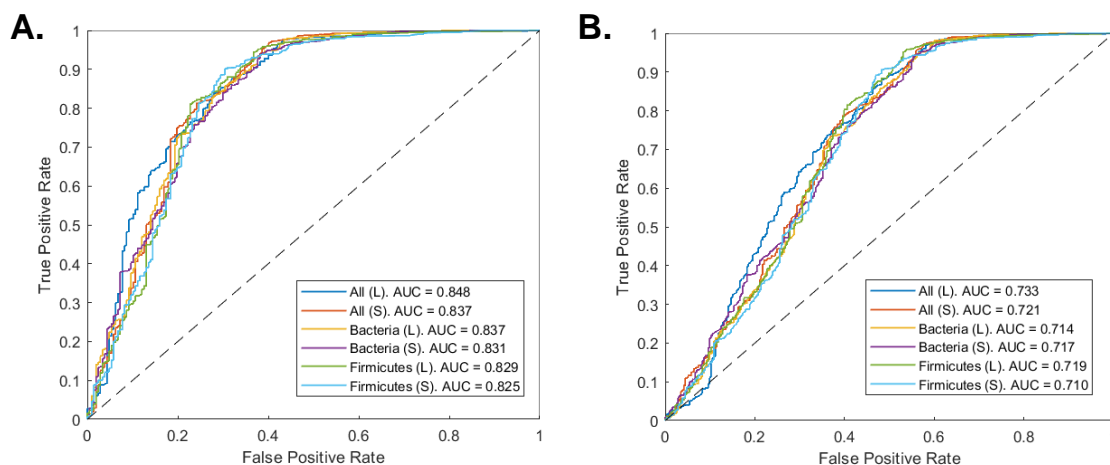 A.
1
0.9
0.8
0.7
0.6
0.5
0.4
0.3
0.2
0.1
0
0 0.2 0.4 0.6 0.8 1
True Positive Rate
False Positive Rate
All (L). AUC = 0.848
All (S). AUC = 0.837
Bacteria (L). AUC = 0.837
Bacteria (S). AUC = 0.831
Firmicutes (L). AUC = 0.829
Firmicutes (S). AUC = 0.825
B.
1
0.9
0.8
0.7
0.6
0.5
0.4
0.3
0.2
0.1
0
0 0.2 0.4 0.6 0.8
True Positive Rate
False Positive Rate
All (L). AUC = 0.733
All (S). AUC = 0.721
Bacteria (L). AUC = 0.714
Bacteria (S). AUC = 0.717
Firmicutes (L). AUC = 0.719
Firmicutes (S). AUC = 0.710